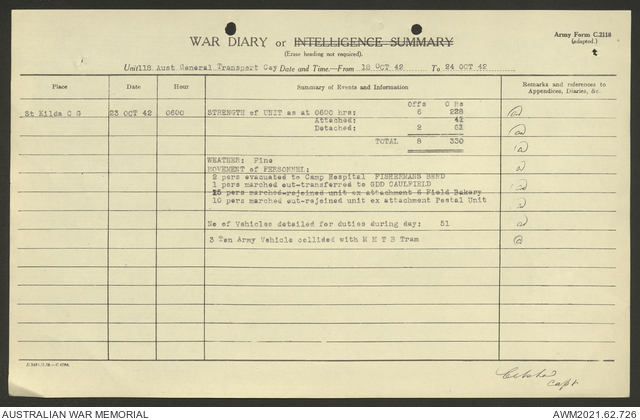 WAR DIARY or INTELLIGENCE SUMMARY
(Erase heading not required).
Army Form C.2118
(adapted.)
Unit 118 Aust General Transport Coy Date and Time.—From 18 OCT 42 To 24 OCT 42
Place Date Hour Summary of Events and Information Remarks and references to Appendices, Diaries, &c.
Offs O Rs
St Kilda C G 23 OCT 42 0600 STRENGTH of UNIT as at 0600 hrs: 6 228
Attached: 41
Detached: 2 81
TOTAL 8 350
WEATHER: Fine
MOVEMENT of PERSONNEL:
2 pers evacuated to Camp Hospital FISHERMANS BEND
1 pers marched out-transferred to GDD CAULFIELD
15 pers marched-rejoined unit ex attachment 6 Field Bakery
10 pers marched out-rejoined unit ex attachment Postal Unit
No of Vehicles detailed for duties during day: 51
3 Ton Army Vehicle collided with M M T B Tram
Capt
AUSTRALIAN WAR MEMORIAL
AWM2021.62.726